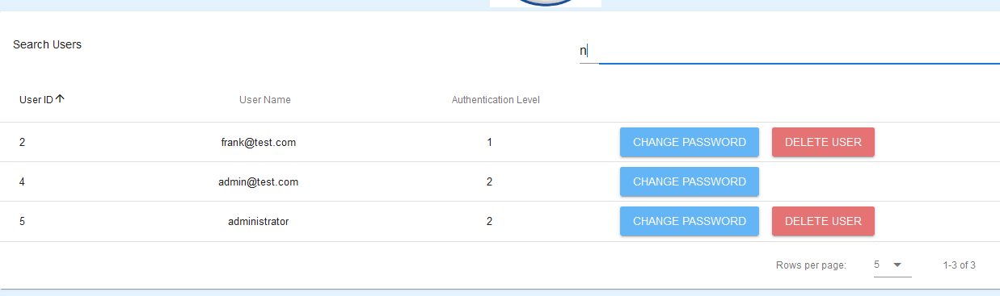 Search Users
n
User ID User Name Authentication Level
2 frank@test.com 1 CHANGE PASSWORD DELETE USER
4 admin@test.com 2 CHANGE PASSWORD
5 administrator 2 CHANGE PASSWORD DELETE USER
Rows per page: 5 1-3 of 3